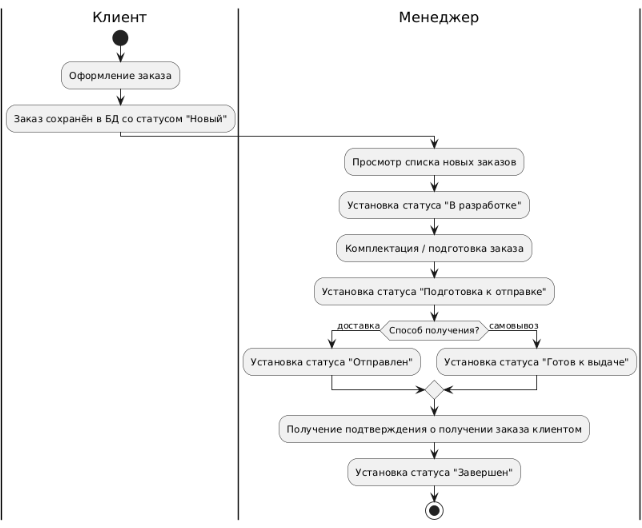 Клиент
Менеджер
Оформление заказа
Заказ сохранён в БД со статусом "Новый"
Просмотр списка новых заказов
Установка статуса "В разработке"
Комплектация / подготовка заказа
Установка статуса "Подготовка к отправке"
доставка
Способ получения?
самовывоз
Установка статуса "Отправлен"
Установка статуса "Готов к выдаче"
Получение подтверждения о получении заказа клиентом
Установка статуса "Завершен"